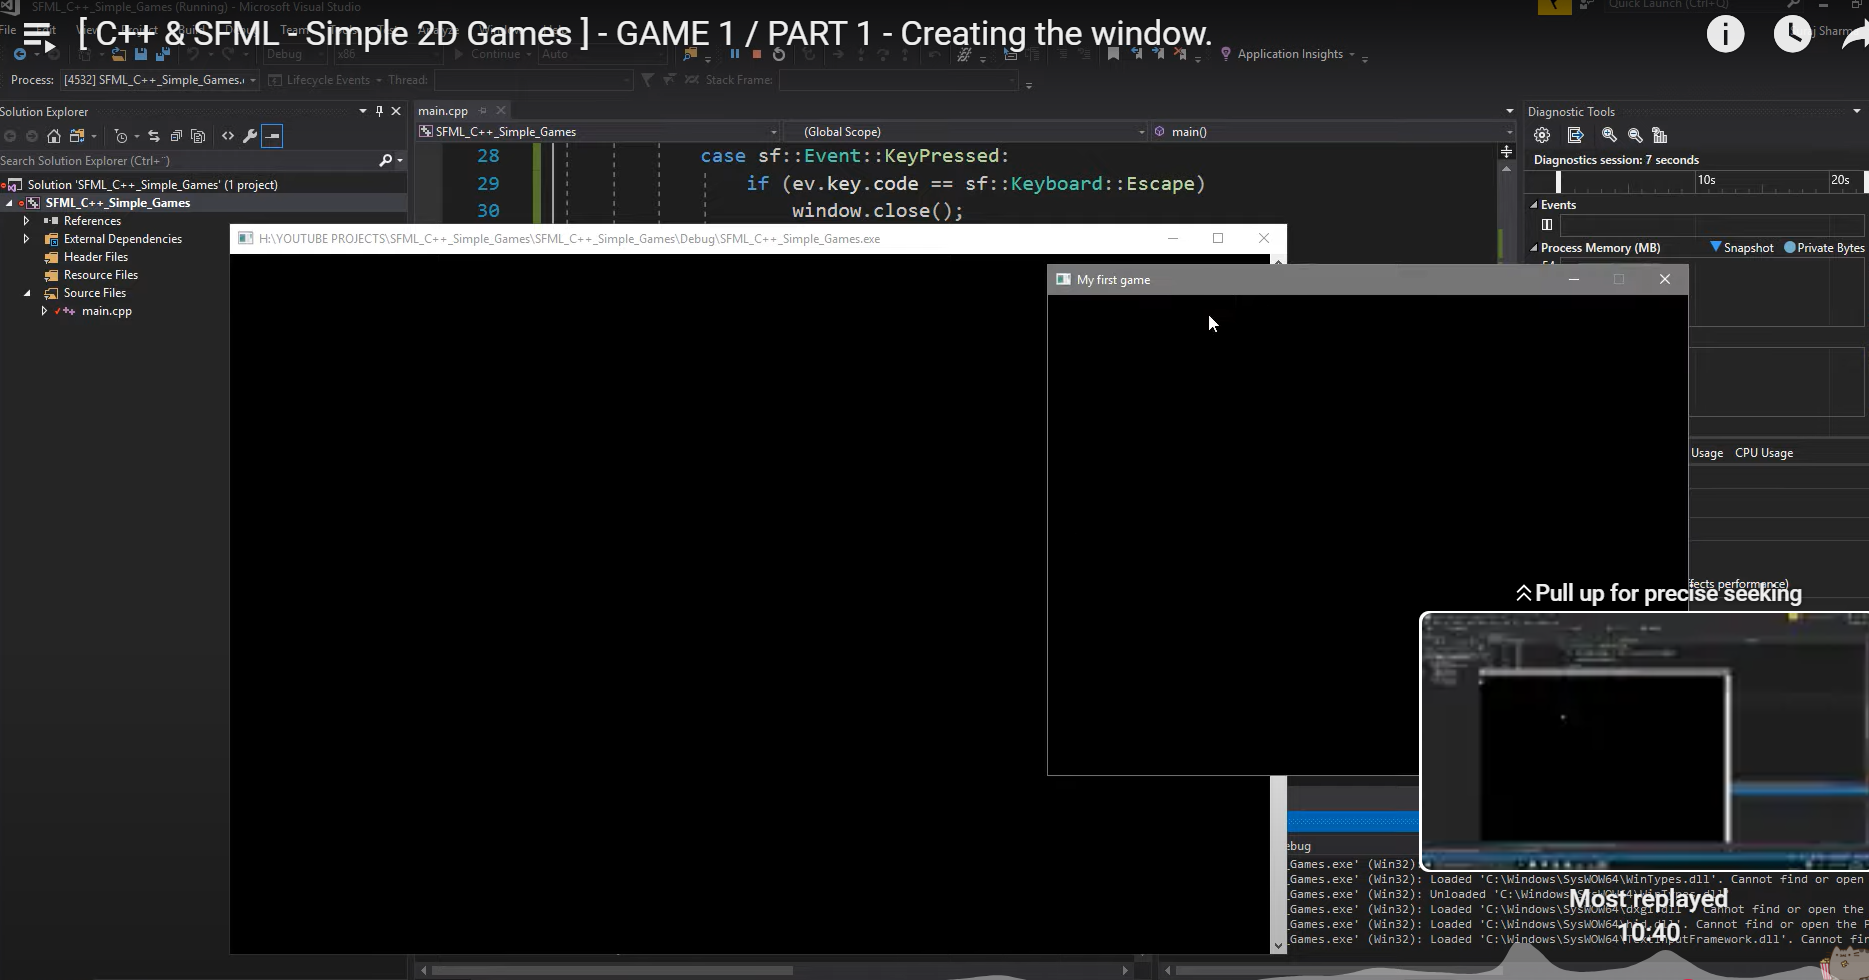 SFML_C++_Simple_Games (Running) - Microsoft Visual Studio
Quick Launch (Ctrl+Q)
[ C++ & SFML - Simple 2D Games ] - GAME 1 / PART 1 - Creating the window.
File Edit
Debug x86 Continue Auto Application Insights
Process: [4532] SFML_C++_Simple_Games. Lifecycle Events Thread: Stack Frame:
Solution Explorer
main.cpp
Diagnostic Tools
SFML_C++_Simple_Games (Global Scope) main()
Search Solution Explorer (Ctrl+¨)
28 case sf::Event::KeyPressed:
29 if (ev.key.code == sf::Keyboard::Escape)
30 window.close();
Diagnostics session: 7 seconds
10s 20s
Solution 'SFML_C++_Simple_Games' (1 project)
SFML_C++_Simple_Games
References
External Dependencies
Header Files
Resource Files
Source Files
main.cpp
Events
Process Memory (MB) Snapshot Private Bytes
H:\YOUTUBE PROJECTS\SFML_C++_Simple_Games\SFML_C++_Simple_Games\Debug\SFML_C++_Simple_Games.exe
My first game
Usage CPU Usage
ffects performance)
Pull up for precise seeking
ebug
_Games.exe' (Win32):
_Games.exe' (Win32): Loaded 'C:\Windows\SysWOW64\WinTypes.dll'. Cannot find or open
_Games.exe' (Win32): Unloaded 'C:\Windows\SysWOW64\WinTypes.dll'
_Games.exe' (Win32): Loaded 'C:\Windows\SysWOW64\dxgi.dll'. Cannot find or open the
_Games.exe' (Win32): Loaded 'C:\Windows\SysWOW64\hid.dll'. Cannot find or open the P
_Games.exe' (Win32): Loaded 'C:\Windows\SysWOW64\TextInputFramework.dll'. Cannot fin
Most replayed
10:40